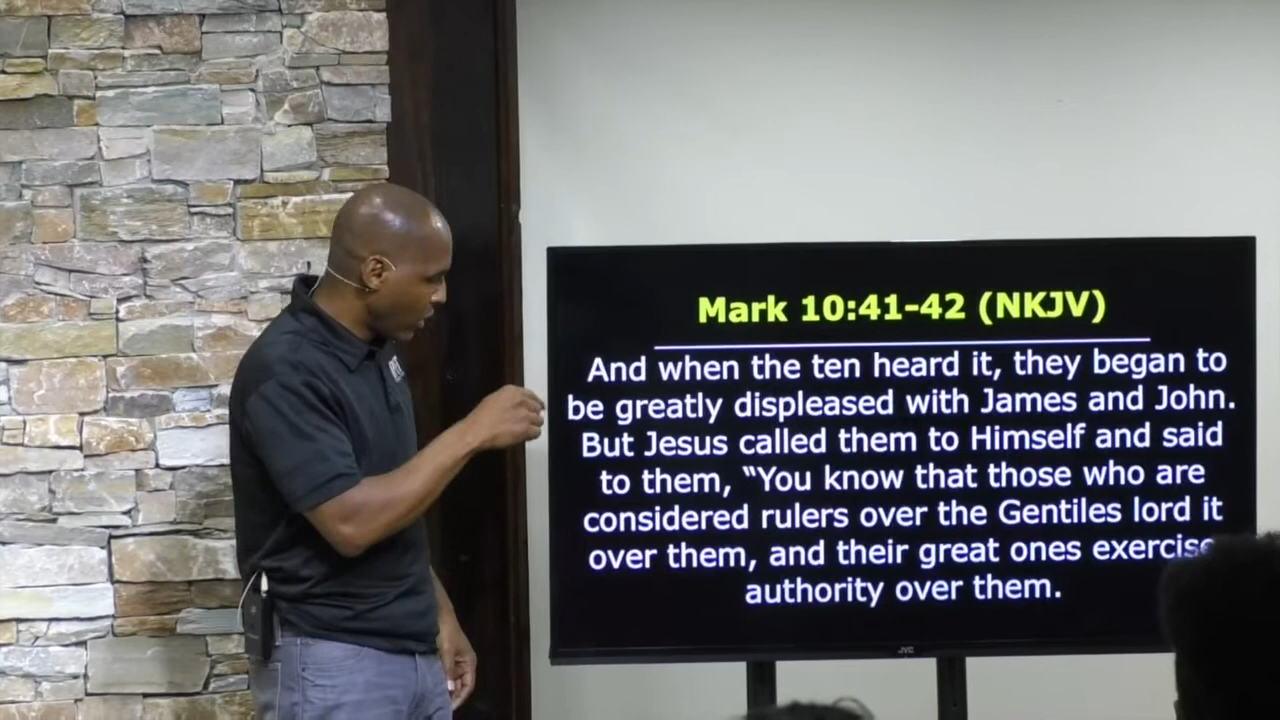 Mark 10:41-42 (NKJV)
And when the ten heard it, they began to
be greatly displeased with James and John.
But Jesus called them to Himself and said
to them, “You know that those who are
considered rulers over the Gentiles lord it
over them, and their great ones exercise
authority over them.
JVC